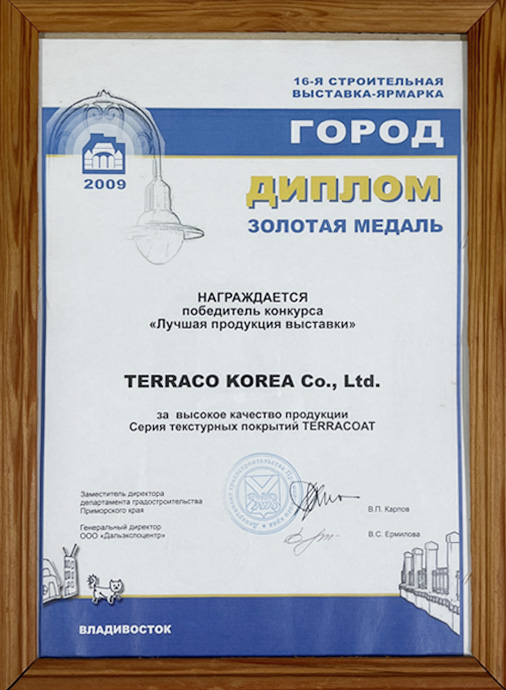 16-Я СТРОИТЕЛЬНАЯ
ВЫСТАВКА-ЯРМАРКА
ГОРОД
2009
ДИПЛОМ
ЗОЛОТАЯ МЕДАЛЬ
НАГРАЖДАЕТСЯ
победитель конкурса
«Лучшая продукция выставки»
TERRACO KOREA Co., Ltd.
за высокое качество продукции
Серия текстурных покрытий TERRACOAT
Заместитель директора
департамента градостроительства
Приморского края
В.П. Карпов
Генеральный директор
ООО «Дальэкспоцентр»
В.С. Ермилова
ВЛАДИВОСТОК